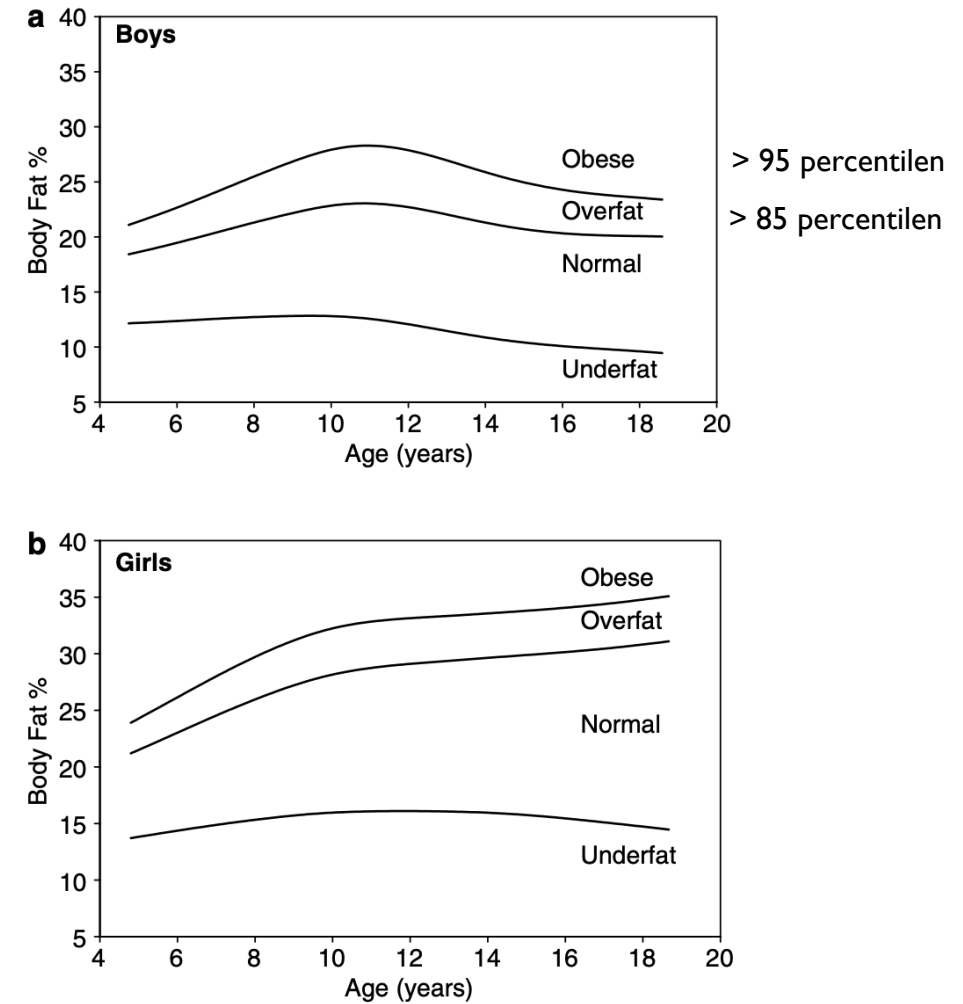 a
Boys
40
35
30
25
20
15
10
5
Body Fat %
Obese
> 95 percentilen
Overfat
> 85 percentilen
Normal
Underfat
4 6 8 10 12 14 16 18 20
Age (years)
b
Girls
40
35
30
25
20
15
10
5
Body Fat %
Obese
Overfat
Normal
Underfat
4 6 8 10 12 14 16 18 20
Age (years)